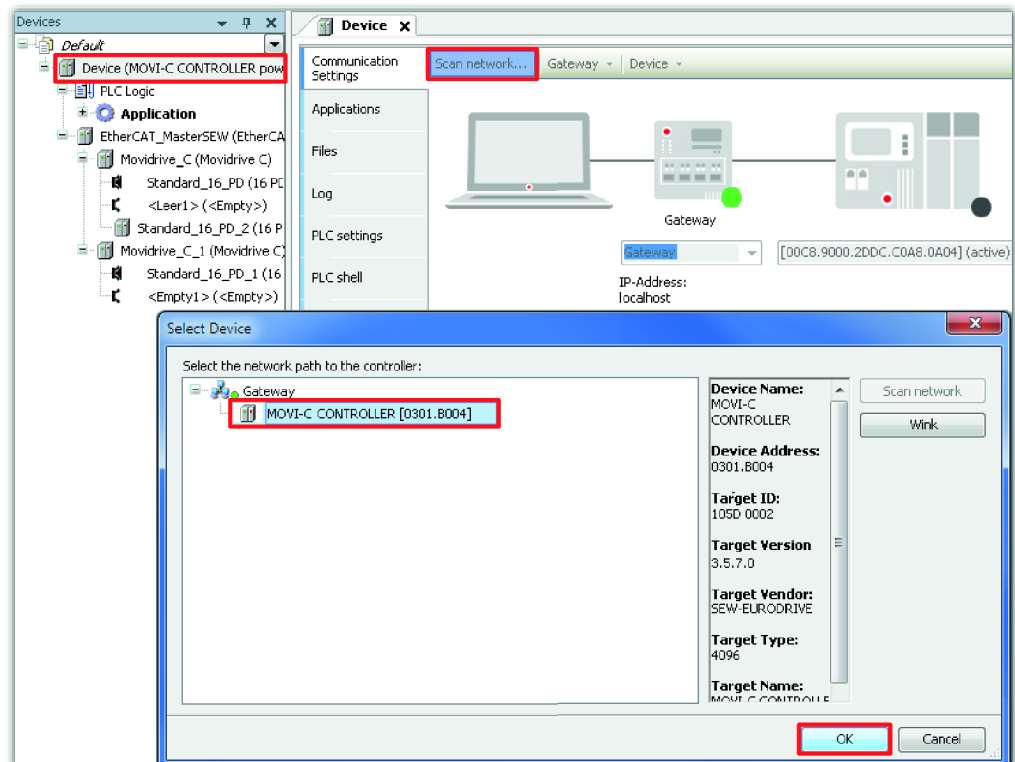 Devices
Default
Device (MOVI-C CONTROLLER pow
PLC Logic
Application
EtherCAT_MasterSEW (EtherCA
Movidrive_C (Movidrive C)
Standard_16_PD (16 PD
<Leer1> (<Empty>)
Standard_16_PD_2 (16 P
Movidrive_C_1 (Movidrive C)
Standard_16_PD_1 (16
<Empty1> (<Empty>)
Device
Communication
Settings
Applications
Files
Log
PLC settings
PLC shell
Scan network... Gateway Device
Gateway
Gateway [00C8.9000.2DDC.C0A8.0A04] (active)
IP-Address:
localhost
Select Device
Select the network path to the controller:
Gateway
MOVI-C CONTROLLER [0301.B004]
Device Name:
MOVI-C
CONTROLLER
Device Address:
0301.B004
Target ID:
105D 0002
Target Version
3.5.7.0
Target Vendor:
SEW-EURODRIVE
Target Type:
4096
Target Name:
MOVI-C CONTROLLE
Scan network
Wink
OK Cancel